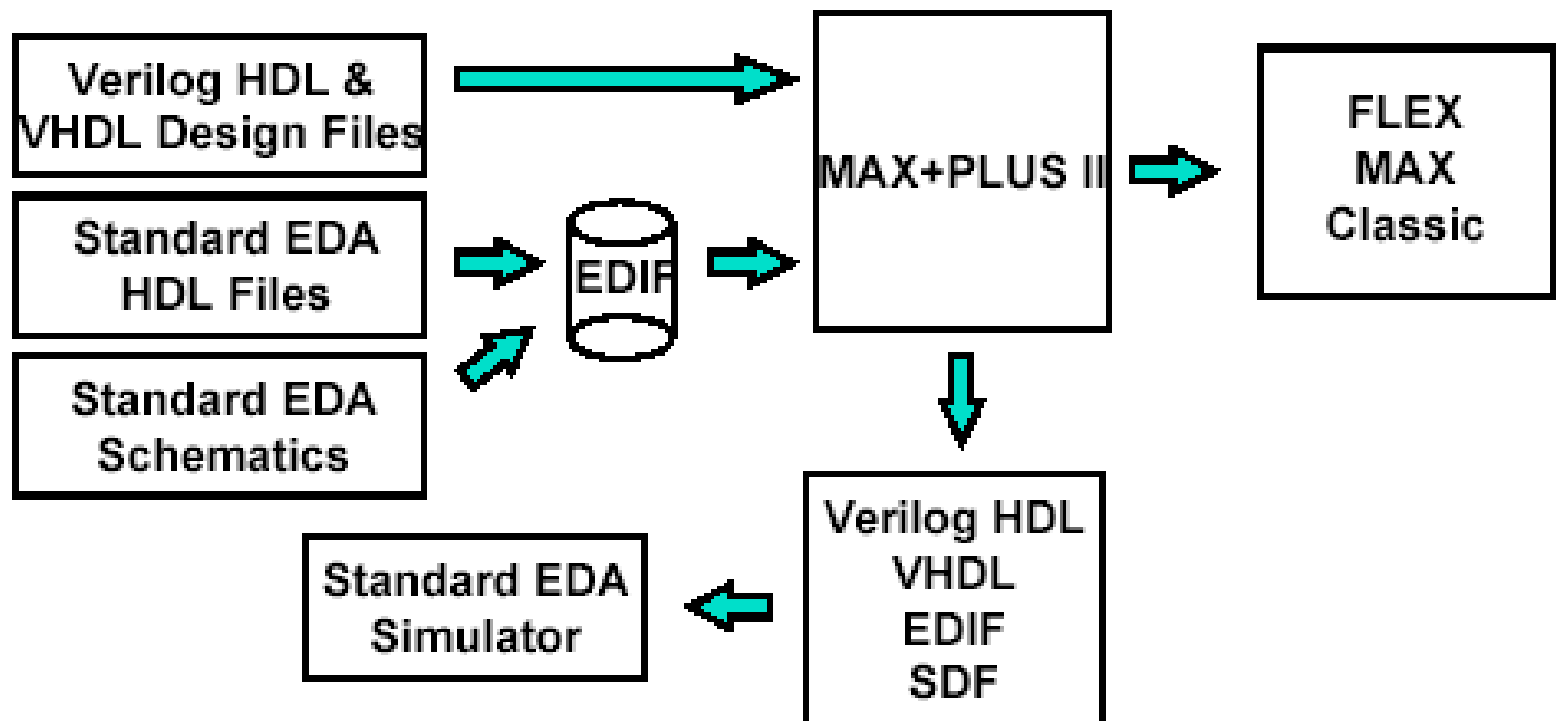 Verilog HDL &
VHDL Design Files
Standard EDA
HDL Files
Standard EDA
Schematics
EDIF
MAX+PLUS II
FLEX
MAX
Classic
Verilog HDL
VHDL
EDIF
SDF
Standard EDA
Simulator